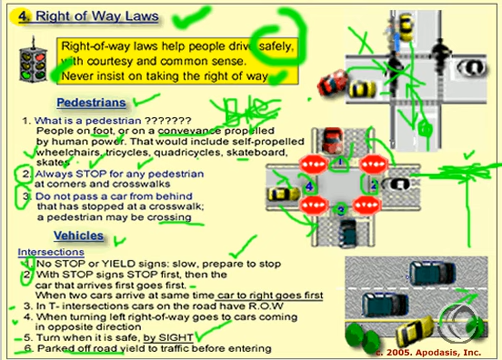 4. Right of Way Laws
Right-of-way laws help people drive safely,
with courtesy and common sense.
Never insist on taking the right of way
Pedestrians
1. What is a pedestrian ???????
People on foot, or on a conveyance propelled
by human power. That would include self-propelled
wheelchairs, tricycles, quadricycles, skateboard,
skates
2. Always STOP for any pedestrian
at corners and crosswalks
3. Do not pass a car from behind
that has stopped at a crosswalk;
a pedestrian may be crossing
STOP 1 STOP
4 2
STOP 3 STOP
Vehicles
Intersections
1. No STOP or YIELD signs: slow, prepare to stop
2. With STOP signs STOP first, then the
car that arrives first goes first.
When two cars arrive at same time car to right goes first
3. In T- intersections cars on the road have R.O.W
4. When turning left right-of-way goes to cars coming
in opposite direction
5. Turn when it is safe, by SIGHT
6. Parked off road yield to traffic before entering
c. 2005. Apodasis, Inc.